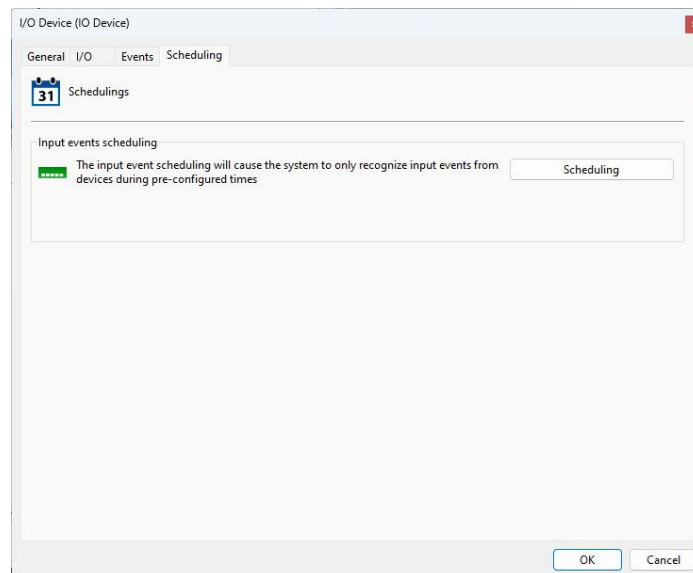 I/O Device (IO Device)
General I/O Events Scheduling
31 Schedulings
Input events scheduling
The input event scheduling will cause the system to only recognize input events from
devices during pre-configured times
Scheduling
OK Cancel